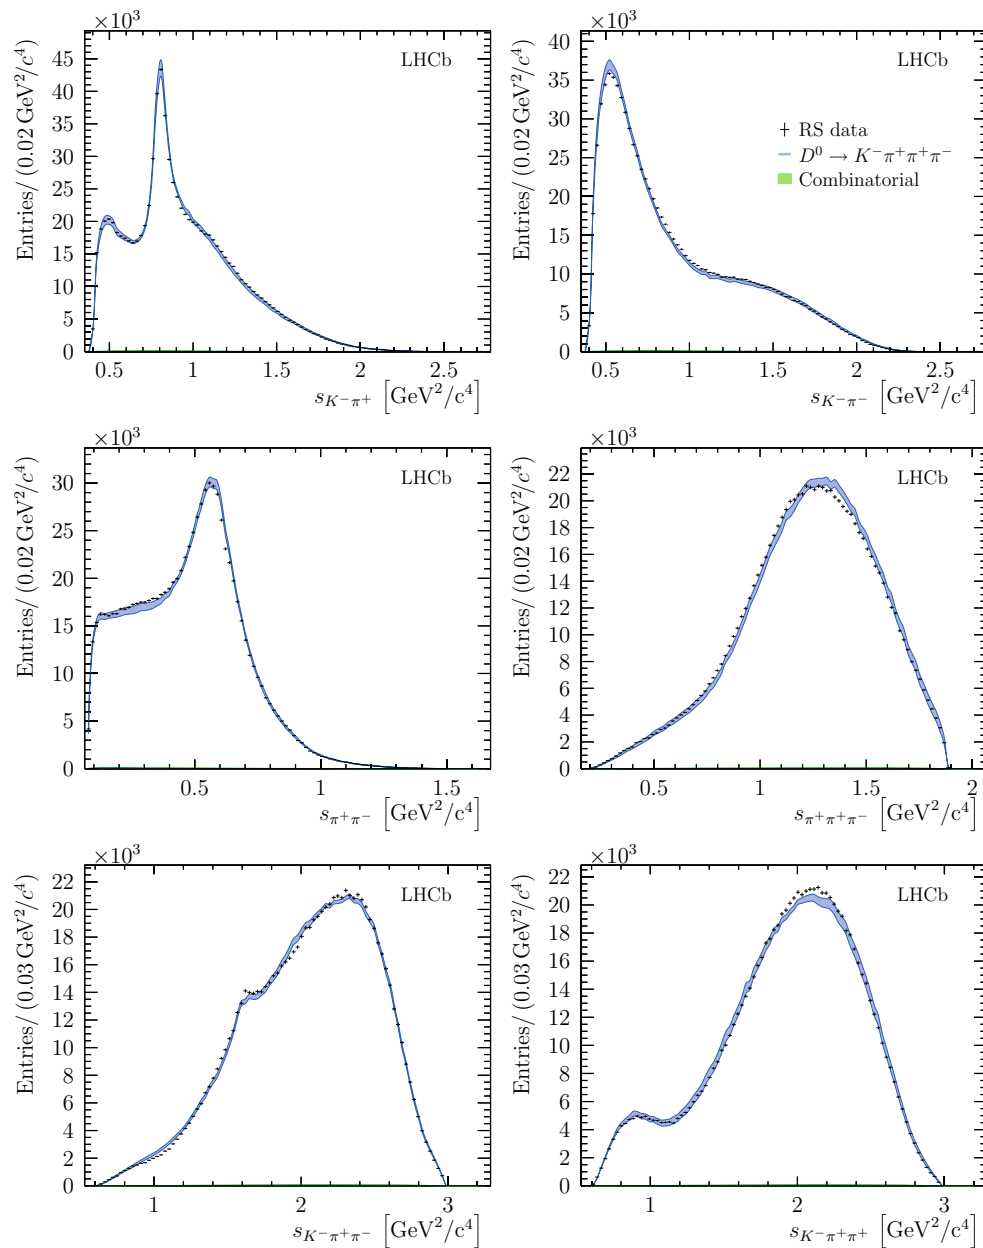 ×10³
Entries/ (0.02 GeV²/c⁴)
45
40
35
30
25
20
15
10
5
0
LHCb
0.5 1 1.5 2 2.5
s_{K⁻π⁺} [GeV²/c⁴]
×10³
Entries/ (0.02 GeV²/c⁴)
40
35
30
25
20
15
10
5
0
LHCb
RS data
D⁰ → K⁻π⁺π⁺π⁻
Combinatorial
0.5 1 1.5 2 2.5
s_{K⁻π⁻} [GeV²/c⁴]
×10³
Entries/ (0.02 GeV²/c⁴)
30
25
20
15
10
5
0
LHCb
0.5 1 1.5
s_{π⁺π⁻} [GeV²/c⁴]
×10³
Entries/ (0.02 GeV²/c⁴)
22
20
18
16
14
12
10
8
6
4
2
0
LHCb
0.5 1 1.5 2
s_{π⁺π⁺π⁻} [GeV²/c⁴]
×10³
Entries/ (0.03 GeV²/c⁴)
22
20
18
16
14
12
10
8
6
4
2
0
LHCb
1 2 3
s_{K⁻π⁺π⁻} [GeV²/c⁴]
×10³
Entries/ (0.03 GeV²/c⁴)
22
20
18
16
14
12
10
8
6
4
2
0
LHCb
1 2 3
s_{K⁻π⁺π⁺} [GeV²/c⁴]